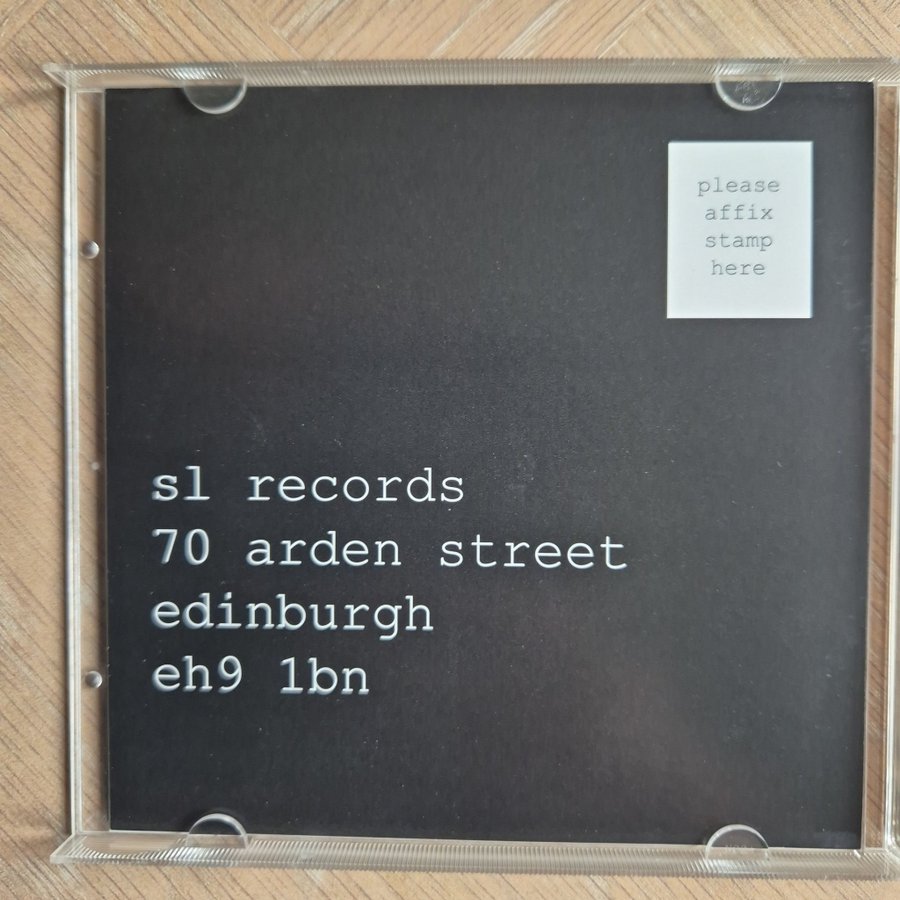 please
affix
stamp
here
sl records
70 arden street
edinburgh
eh9 1bn